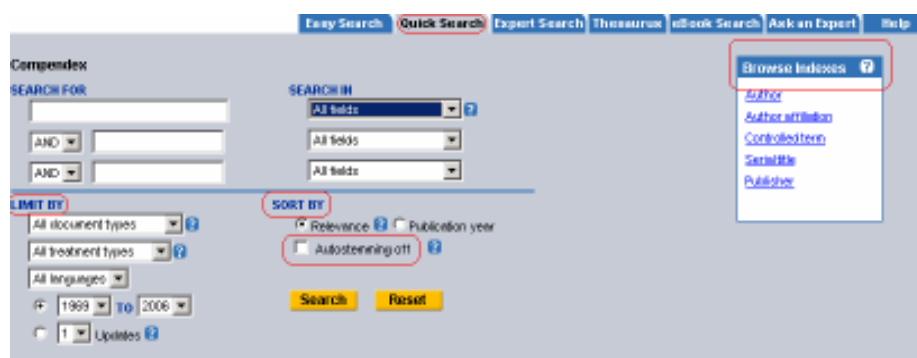 Easy Search Quick Search Expert Search Thesaurus eBook Search Ask an Expert Help
Compendex
SEARCH FOR SEARCH IN
All fields
AND All fields
AND All fields
Browse Indexes
Author
Author affiliation
Controlled term
Serial title
Publisher
LIMIT BY SORT BY
All document types Relevance Publication year
All treatment types Autostemming off
All languages
1969 TO 2006 Search Reset
1 Updates